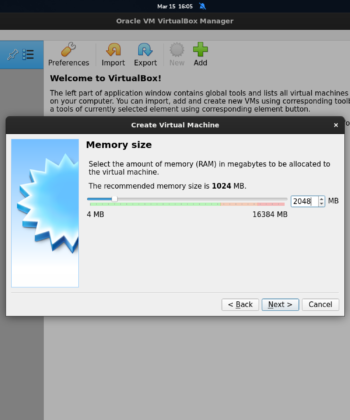 Mar 15 16:05
Oracle VM VirtualBox Manager
Preferences Import Export New Add
Welcome to VirtualBox!
The left part of application window contains global tools and lists all virtual machines
on your computer. You can import, add and create new VMs using corresponding tool
a tools of currently selected element using corresponding element button.
Create Virtual Machine
Memory size
Select the amount of memory (RAM) in megabytes to be allocated to
the virtual machine.
The recommended memory size is 1024 MB.
2048 MB
4 MB 16384 MB
< Back Next > Cancel